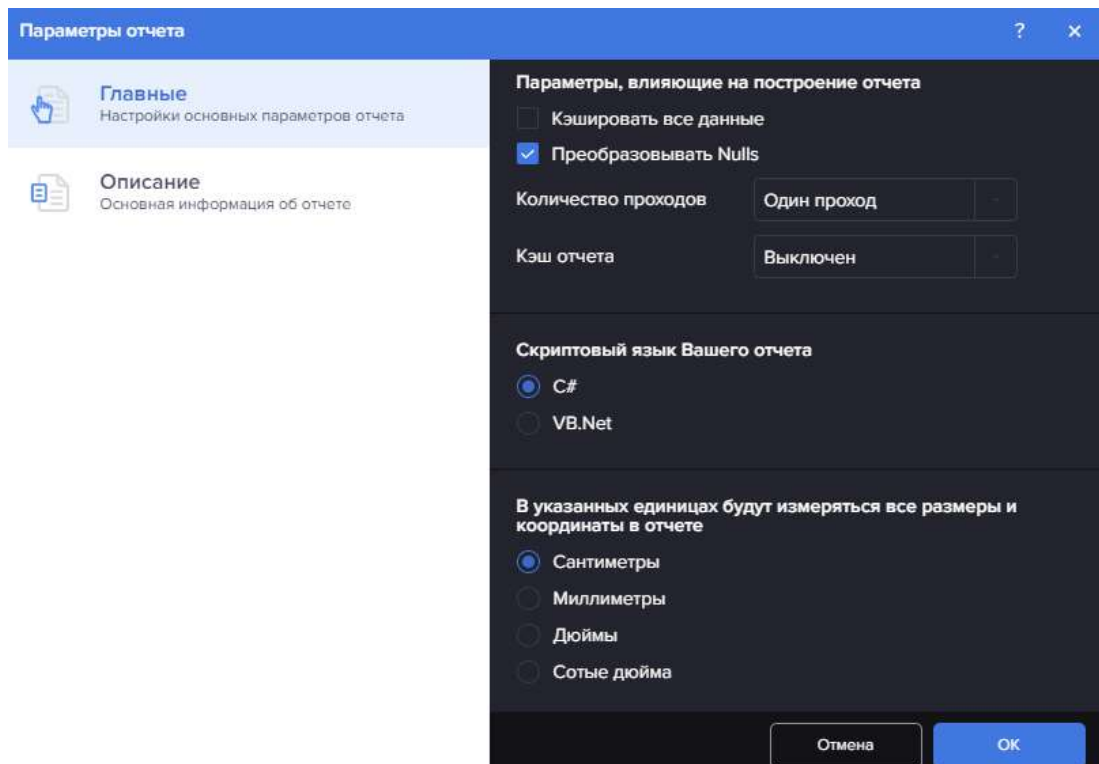 Параметры отчета ? ×
Главные
Настройки основных параметров отчета
Описание
Основная информация об отчете
Параметры, влияющие на построение отчета
Кэшировать все данные
Преобразовывать Nulls
Количество проходов Один проход
Кэш отчета Выключен
Скриптовый язык Вашего отчета
C#
VB.Net
В указанных единицах будут измеряться все размеры и
координаты в отчете
Сантиметры
Миллиметры
Дюймы
Сотые дюйма
Отмена ОК